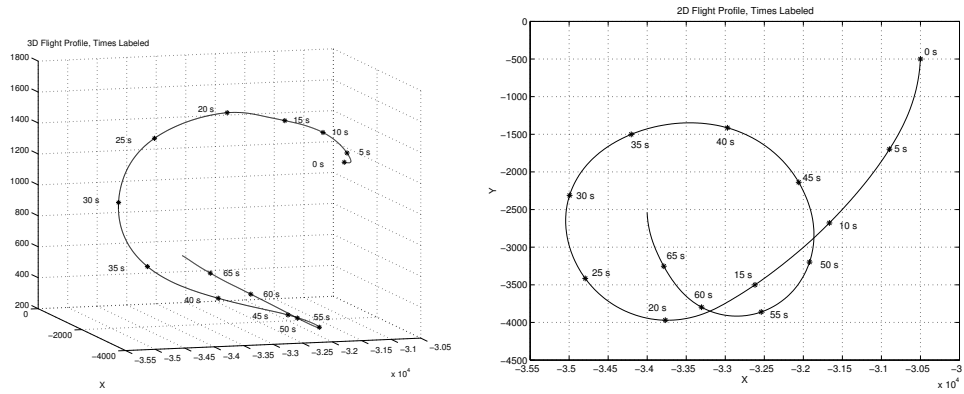 3D Flight Profile, Times Labeled
1800
1600
1400
1200
1000
800
600
400
200
0
−2000
−4000
−3.55
−3.5
−3.45
−3.4
−3.35
−3.3
−3.25
−3.2
−3.15
−3.1
−3.05
x 10⁴
X
0 s
5 s
10 s
15 s
20 s
25 s
30 s
35 s
40 s
45 s
50 s
55 s
60 s
65 s
2D Flight Profile, Times Labeled
0
−500
−1000
−1500
−2000
−2500
−3000
−3500
−4000
−4500
Y
−3.55
−3.5
−3.45
−3.4
−3.35
−3.3
−3.25
−3.2
−3.15
−3.1
−3.05
X
x 10⁴
0 s
5 s
10 s
15 s
20 s
25 s
30 s
35 s
40 s
45 s
50 s
55 s
60 s
65 s